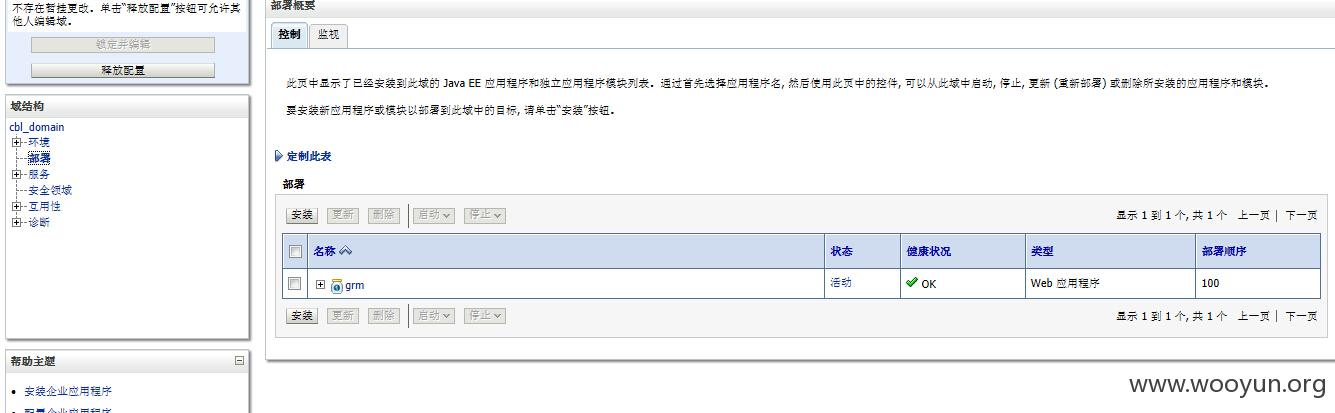 不存在暂挂更改。单击“释放配置”按钮可允许其
他人编辑域。
锁定并编辑
释放配置
域结构
cbl_domain
环境
部署
服务
安全领域
互用性
诊断
帮助主题
安装企业应用程序
配置企业应用程序
部署概要
控制 监视
此页中显示了已经安装到此域的 Java EE 应用程序和独立应用程序模块列表。通过首先选择应用程序名, 然后使用此页中的控件, 可以从此域中启动, 停止, 更新 (重新部署) 或删除所安装的应用程序和模块。
要安装新应用程序或模块以部署到此域中的目标, 请单击“安装”按钮。
定制此表
部署
安装 更新 删除 启动 停止 显示 1 到 1 个, 共 1 个 上一页 | 下一页
名称 状态 健康状况 类型 部署顺序
grm 活动 OK Web 应用程序 100
安装 更新 删除 启动 停止 显示 1 到 1 个, 共 1 个 上一页 | 下一页
www.wooyun.org